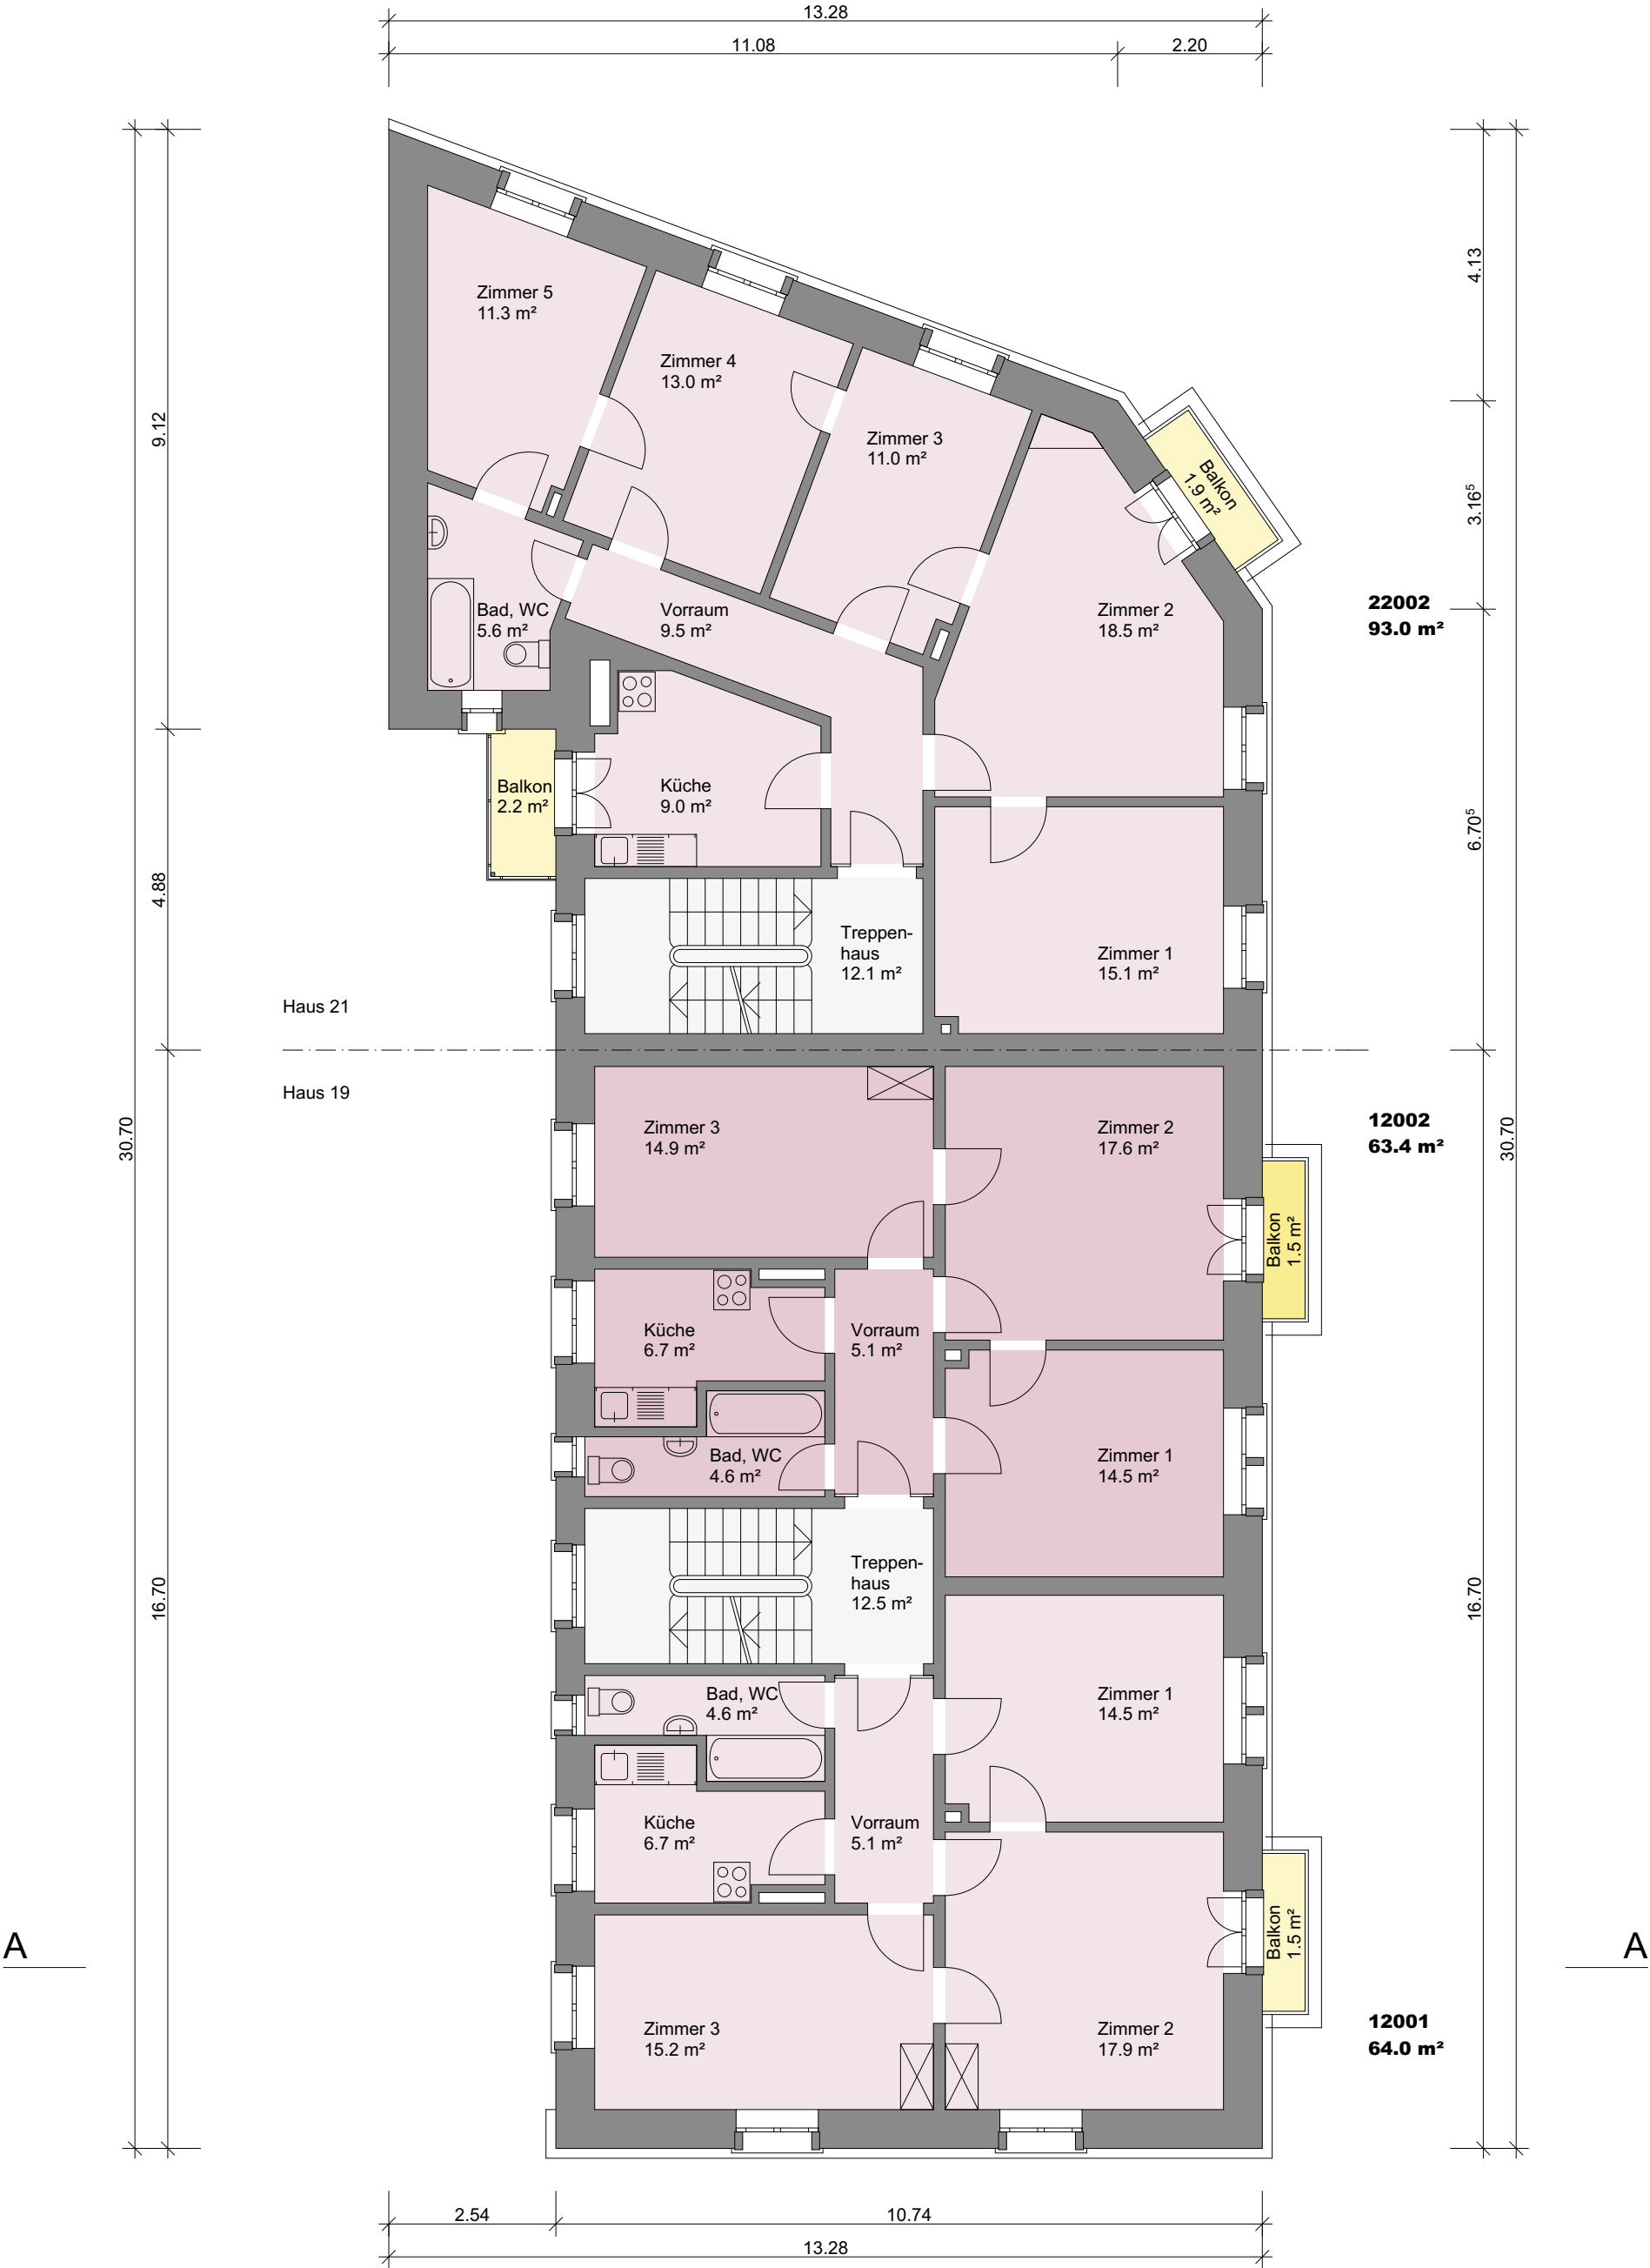 13.28
11.08
2.20
4.13
9.12
Zimmer 5
11.3 m²
Zimmer 4
13.0 m²
Zimmer 3
11.0 m²
Balkon
1.9 m²
3.16⁵
Bad, WC
5.6 m²
Vorraum
9.5 m²
Zimmer 2
18.5 m²
22002
93.0 m²
Balkon
2.2 m²
Küche
9.0 m²
6.70⁵
4.88
Treppen-
haus
12.1 m²
Zimmer 1
15.1 m²
Haus 21
Haus 19
30.70
Zimmer 3
14.9 m²
Zimmer 2
17.6 m²
12002
63.4 m²
30.70
Balkon
1.5 m²
Küche
6.7 m²
Vorraum
5.1 m²
Bad, WC
4.6 m²
Zimmer 1
14.5 m²
16.70
Treppen-
haus
12.5 m²
16.70
Bad, WC
4.6 m²
Zimmer 1
14.5 m²
Küche
6.7 m²
Vorraum
5.1 m²
A
Balkon
1.5 m²
A
Zimmer 3
15.2 m²
Zimmer 2
17.9 m²
12001
64.0 m²
2.54
10.74
13.28